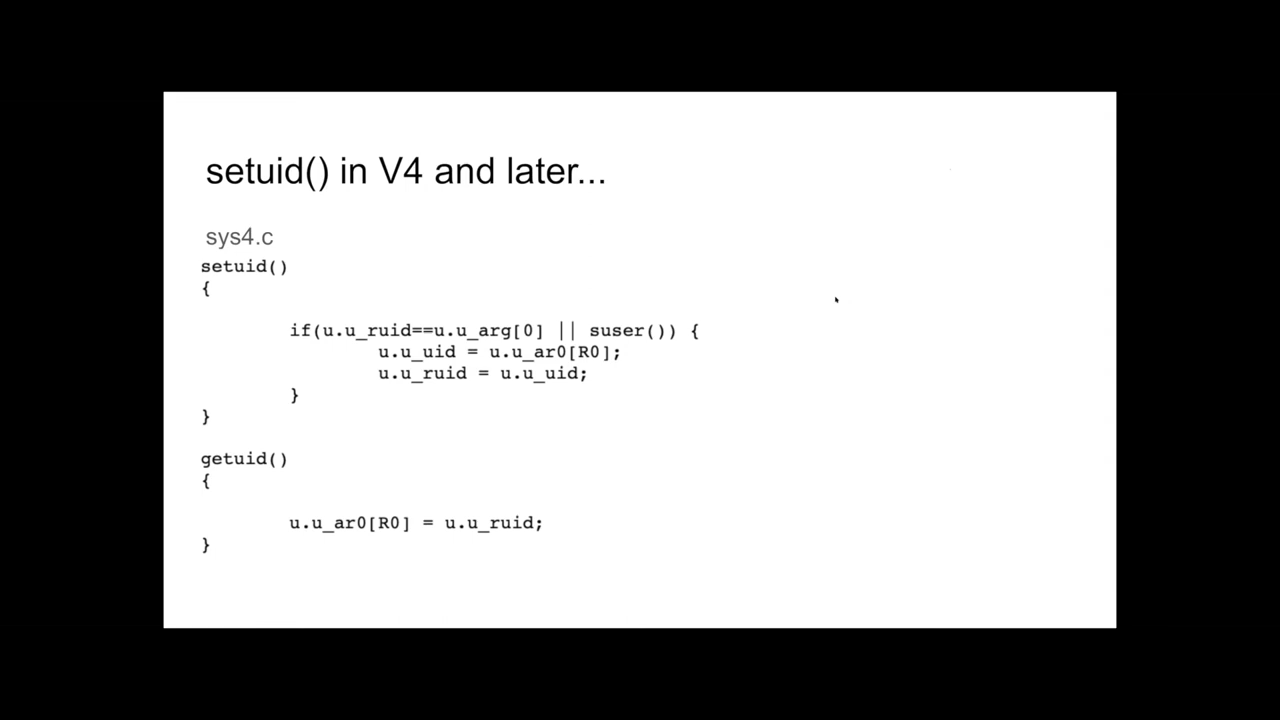 setuid() in V4 and later...
sys4.c
setuid()
{
if(u.u_ruid==u.u_arg[0] || suser()) {
u.u_uid = u.u_ar0[R0];
u.u_ruid = u.u_uid;
}
}
getuid()
{
u.u_ar0[R0] = u.u_ruid;
}